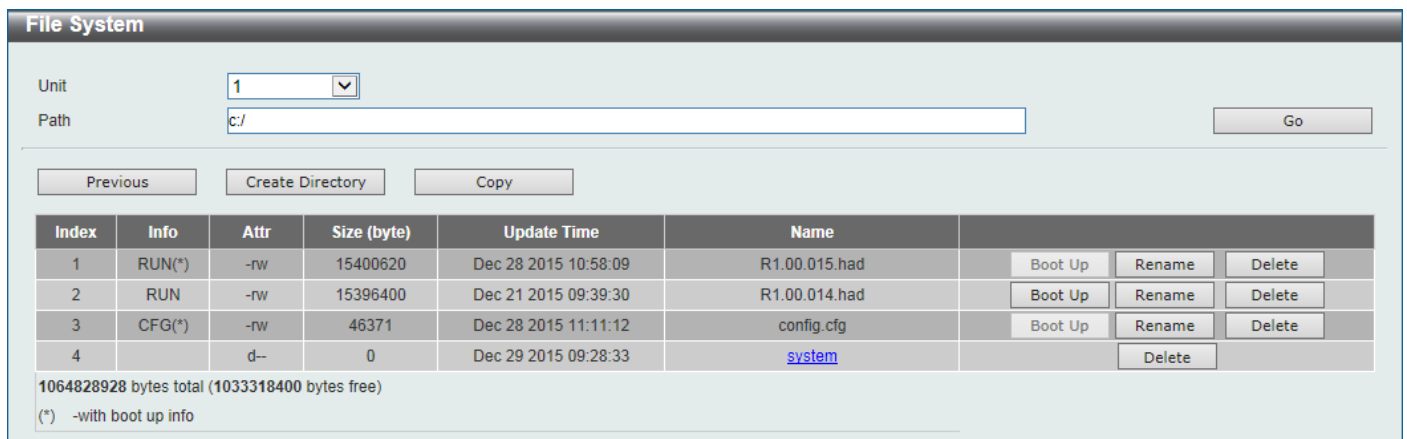 File System
Unit 1
Path c:/ Go
Previous Create Directory Copy
Index Info Attr Size (byte) Update Time Name
1 RUN(*) -rw 15400620 Dec 28 2015 10:58:09 R1.00.015.had Boot Up Rename Delete
2 RUN -rw 15396400 Dec 21 2015 09:39:30 R1.00.014.had Boot Up Rename Delete
3 CFG(*) -rw 46371 Dec 28 2015 11:11:12 config.cfg Boot Up Rename Delete
4 d-- 0 Dec 29 2015 09:28:33 system Delete
1064828928 bytes total (1033318400 bytes free)
(*) -with boot up info